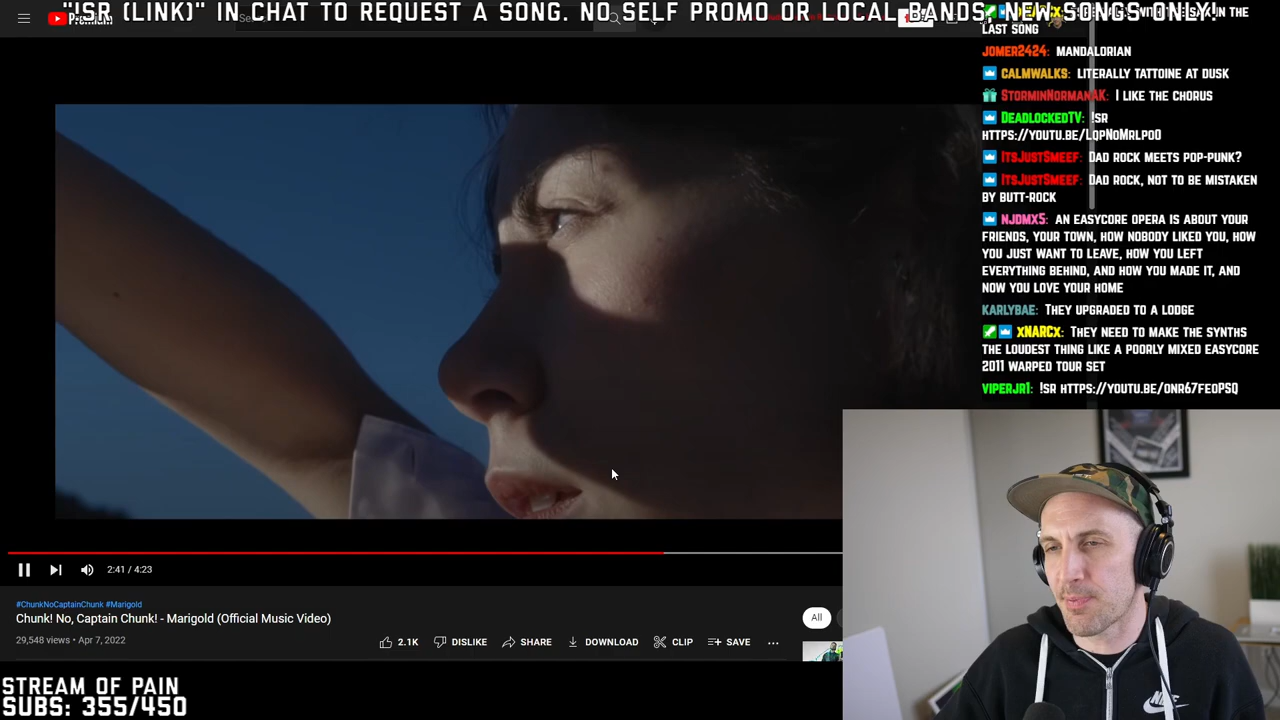 "!SR (LINK)" IN CHAT TO REQUEST A SONG. NO SELF PROMO OR LOCAL BANDS, NEW SONGS ONLY!
LAST SONG
JOMER2424: MANDALORIAN
CALMWALKS: LITERALLY TATTOINE AT DUSK
STORMINNORMANAK: I LIKE THE CHORUS
DEADLOCKEDTV: !SR
HTTPS://YOUTU.BE/LQPNOMRLPOO
ITSJUSTSMEEF: DAD ROCK MEETS POP-PUNK?
ITSJUSTSMEEF: DAD ROCK, NOT TO BE MISTAKEN
BY BUTT-ROCK
NJDMX5: AN EASYCORE OPERA IS ABOUT YOUR
FRIENDS, YOUR TOWN, HOW NOBODY LIKED YOU, HOW
YOU JUST WANT TO LEAVE, HOW YOU LEFT
EVERYTHING BEHIND, AND HOW YOU MADE IT, AND
NOW YOU LOVE YOUR HOME
KARLYBAE: THEY UPGRADED TO A LODGE
XNARCX: THEY NEED TO MAKE THE SYNTHS
THE LOUDEST THING LIKE A POORLY MIXED EASYCORE
2011 WARPED TOUR SET
VIPERJR1: !SR HTTPS://YOUTU.BE/ONR67FEOPSQ
2:41 / 4:23
#ChunkNoCaptainChunk #Marigold
Chunk! No, Captain Chunk! - Marigold (Official Music Video)
29,548 views • Apr 7, 2022
2.1K DISLIKE SHARE DOWNLOAD CLIP SAVE
All
STREAM OF PAIN
SUBS: 355/450